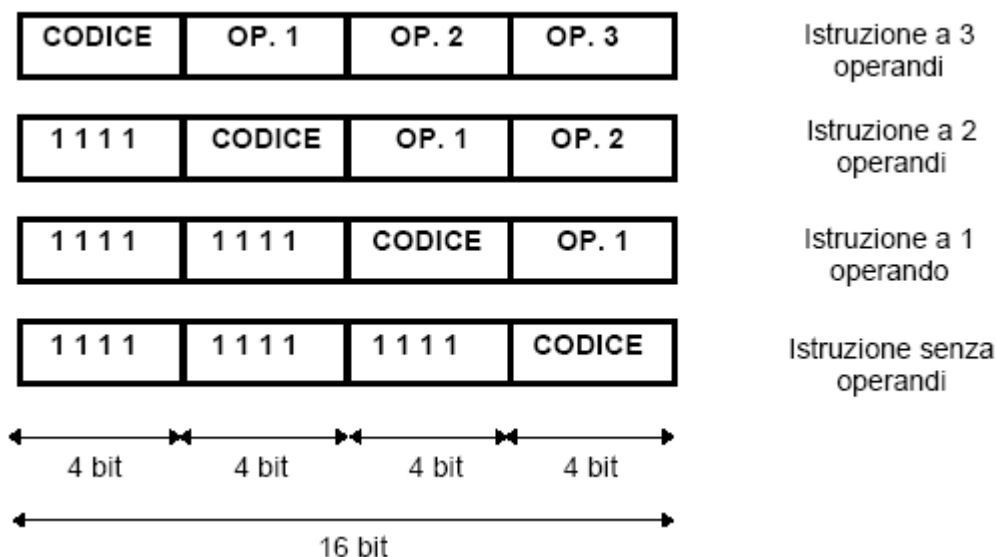 CODICE OP. 1 OP. 2 OP. 3 Istruzione a 3
operandi
1 1 1 1 CODICE OP. 1 OP. 2 Istruzione a 2
operandi
1 1 1 1 1 1 1 1 CODICE OP. 1 Istruzione a 1
operando
1 1 1 1 1 1 1 1 1 1 1 1 CODICE Istruzione senza
operandi
4 bit 4 bit 4 bit 4 bit
16 bit